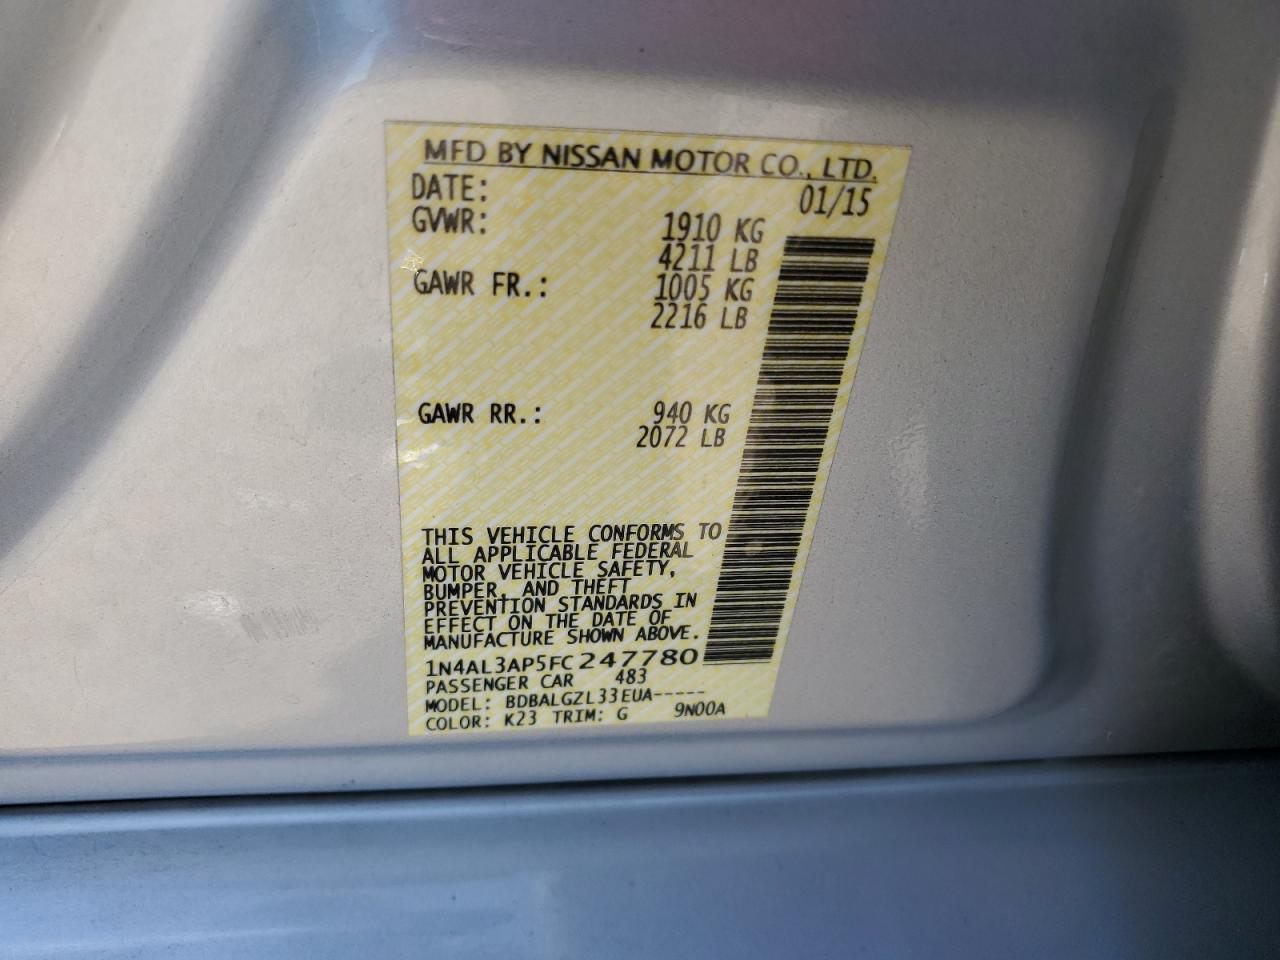 MFD BY NISSAN MOTOR CO., LTD.
DATE: 01/15
GVWR: 1910 KG
4211 LB
GAWR FR.: 1005 KG
2216 LB
GAWR RR.: 940 KG
2072 LB
THIS VEHICLE CONFORMS TO
ALL APPLICABLE FEDERAL
MOTOR VEHICLE SAFETY,
BUMPER, AND THEFT
PREVENTION STANDARDS IN
EFFECT ON THE DATE OF
MANUFACTURE SHOWN ABOVE.
1N4AL3AP5FC247780
PASSENGER CAR 483
MODEL: BDBALGZL33EUA-----
COLOR: K23 TRIM: G 9N00A